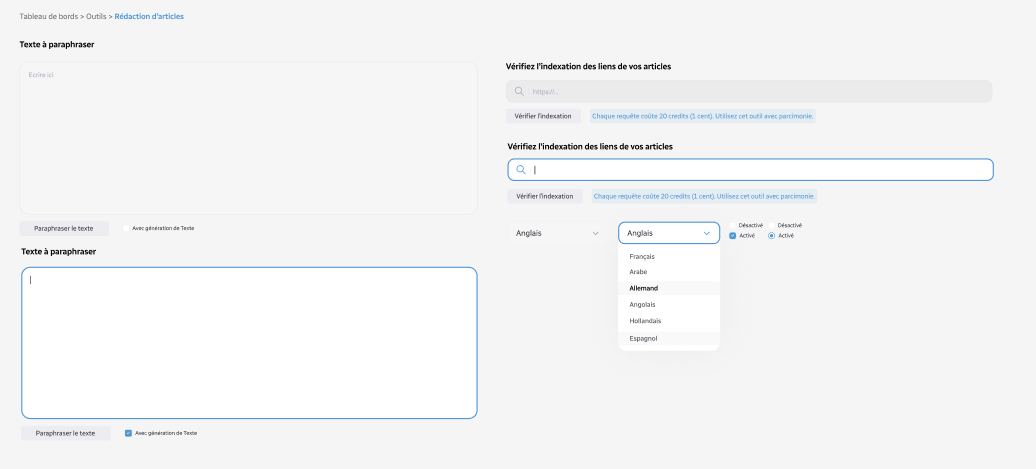 Tableau de bords > Outils > Rédaction d'articles
Texte à paraphraser
Ecrire ici
Paraphraser le texte
Avec génération de Texte
Texte à paraphraser
Paraphraser le texte
Avec génération de Texte
Vérifiez l'indexation des liens de vos articles
https://...
Vérifier l'indexation
Chaque requête coûte 20 credits (1 cent). Utilisez cet outil avec parcimonie.
Vérifiez l'indexation des liens de vos articles
Vérifier l'indexation
Chaque requête coûte 20 credits (1 cent). Utilisez cet outil avec parcimonie.
Anglais
Anglais
Français
Arabe
Allemand
Angolais
Hollandais
Espagnol
Désactivé
Désactivé
Activé
Activé